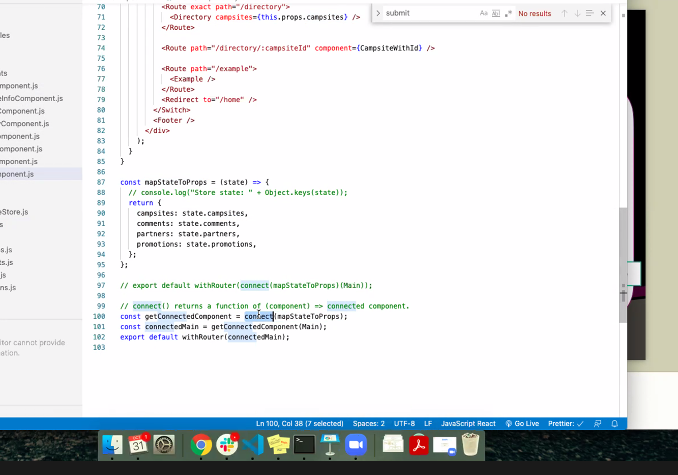 submit
Aa
ab
No results
les
nts
mponent.js
eInfoComponent.js
Component.js
Component.js
omponent.js
omponent.js
mponent.js
ponent.js
eStore.js
s
s.js
ts.js
.js
ns.js
itor cannot provide
ation.
70 <Route exact path="/directory">
71 <Directory campsites={this.props.campsites} />
72 </Route>
73
74 <Route path="/directory/:campsiteId" component={CampsiteWithId} />
75
76 <Route path="/example">
77 <Example />
78 </Route>
79 <Redirect to="/home" />
80 </Switch>
81 <Footer />
82 </div>
83 );
84 }
85 }
86
87 const mapStateToProps = (state) => {
88 // console.log("Store state: " + Object.keys(state));
89 return {
90 campsites: state.campsites,
91 comments: state.comments,
92 partners: state.partners,
93 promotions: state.promotions,
94 };
95 };
96
97 // export default withRouter(connect(mapStateToProps)(Main));
98
99 // connect() returns a function of (component) => connected component.
100 const getConnectedComponent = connect(mapStateToProps);
101 const connectedMain = getConnectedComponent(Main);
102 export default withRouter(connectedMain);
103
Ln 100, Col 38 (7 selected) Spaces: 2 UTF-8 LF JavaScript React Go Live Prettier: ✓
31
1